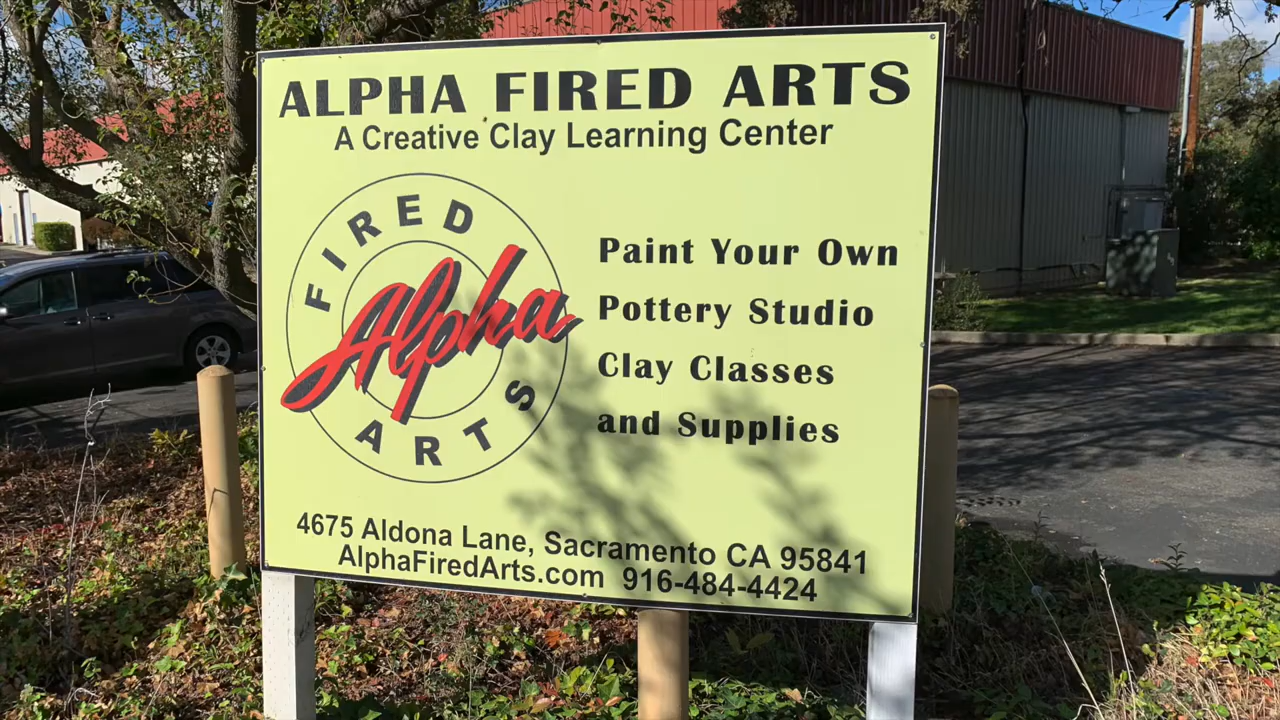 ALPHA FIRED ARTS
A Creative Clay Learning Center
FIRED
Alpha
ARTS
Paint Your Own
Pottery Studio
Clay Classes
and Supplies
4675 Aldona Lane, Sacramento CA 95841
AlphaFiredArts.com 916-484-4424